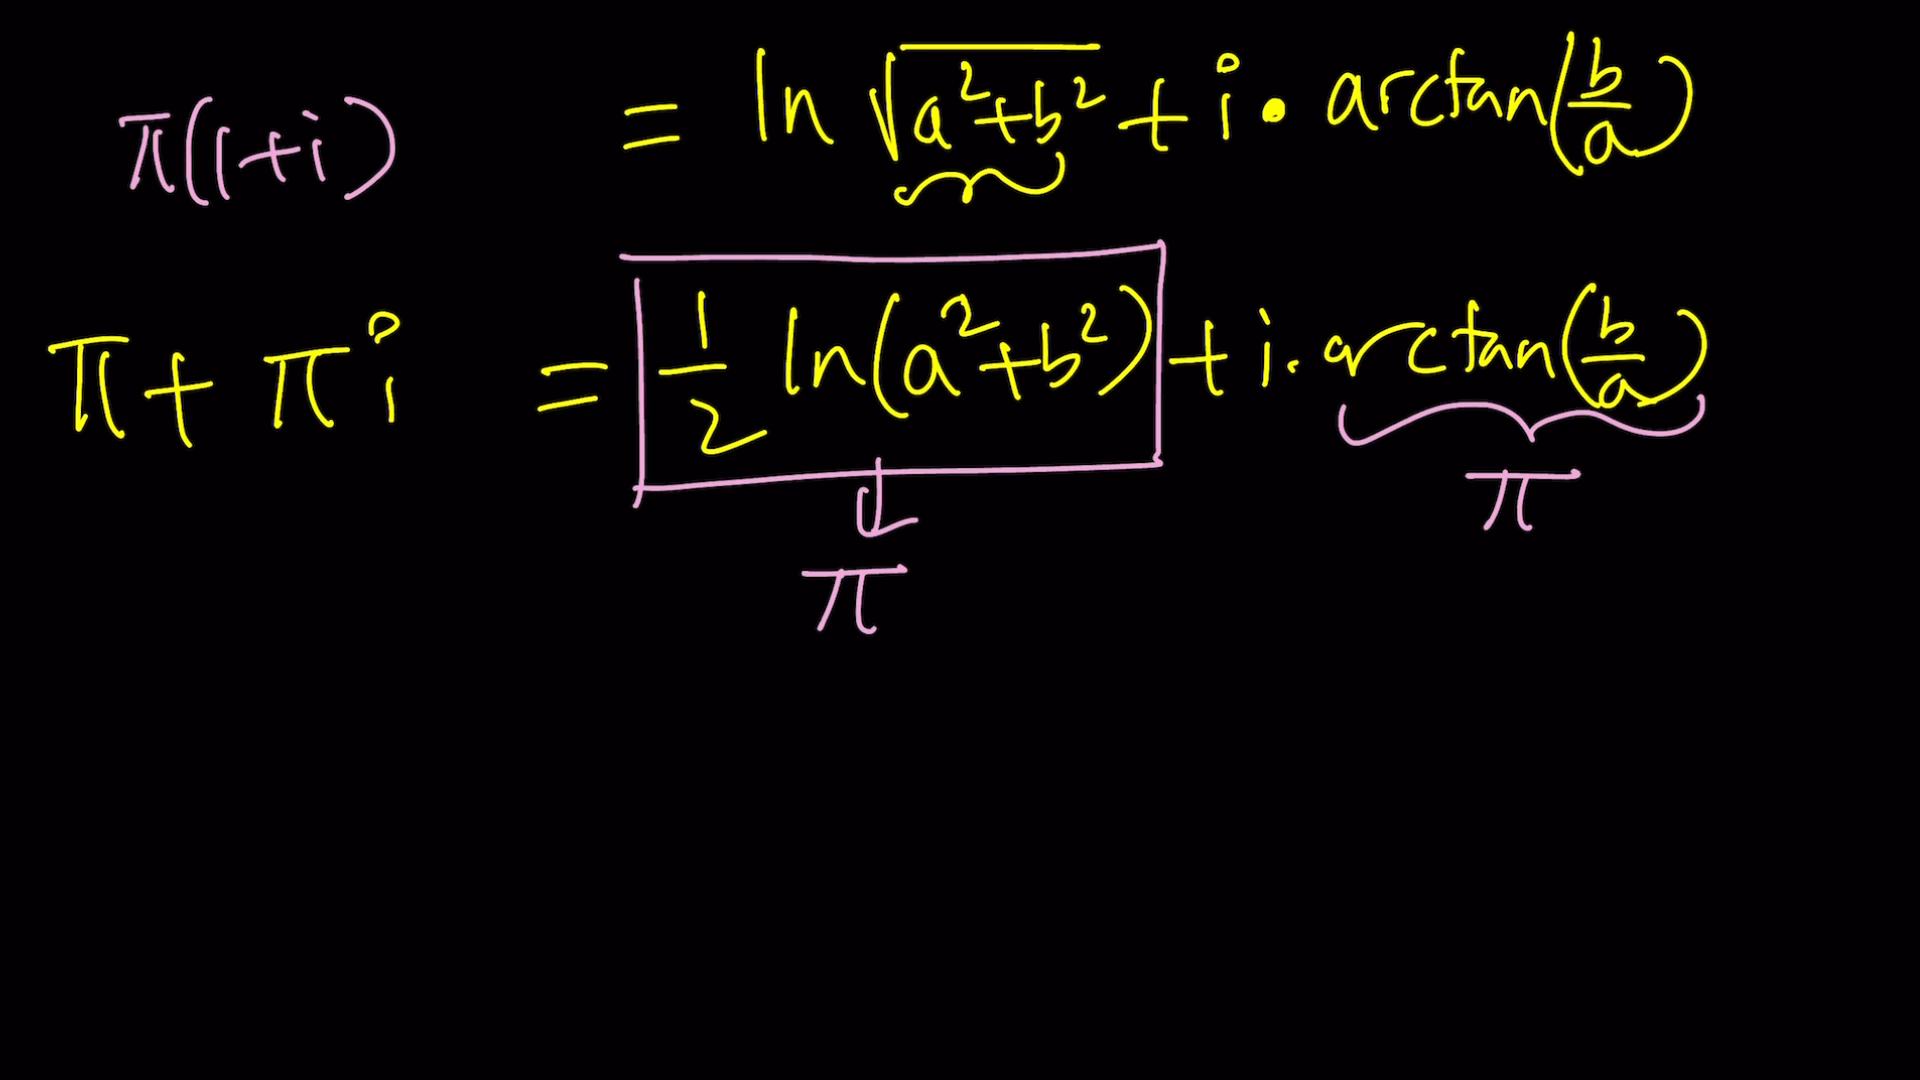 π(1+i) = ln √(a²+b²) + i • arctan(b/a)
π + πi = 1/2 ln(a²+b²) + i. arctan(b/a)
π
π